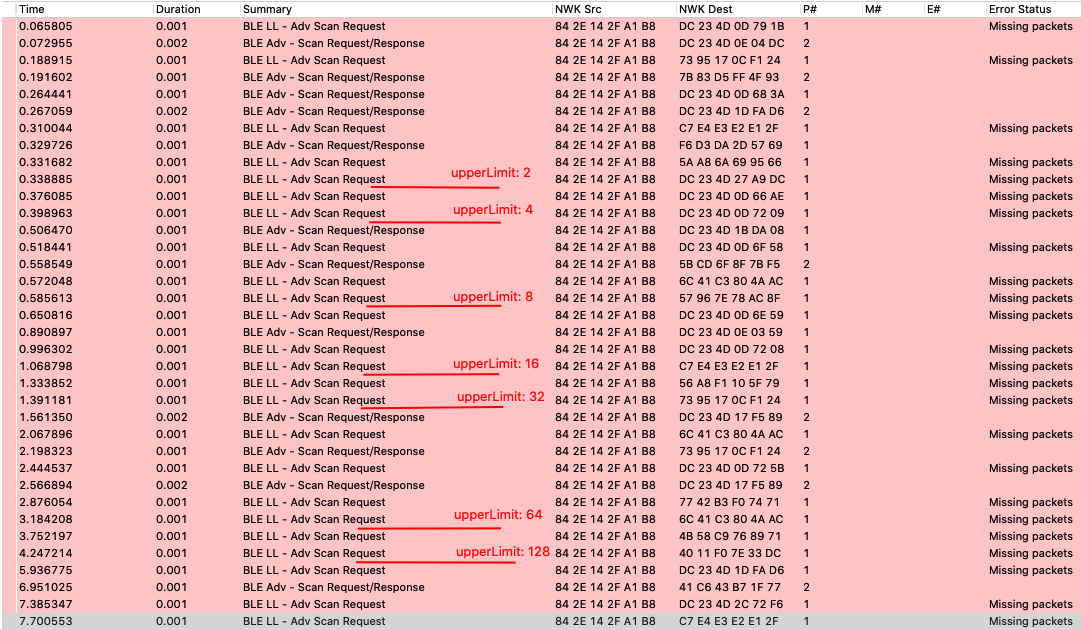 Time Duration Summary NWK Src NWK Dest P# M# E# Error Status
0.065805 0.001 BLE LL - Adv Scan Request 84 2E 14 2F A1 B8 DC 23 4D 0D 79 1B 1 Missing packets
0.072955 0.002 BLE Adv - Scan Request/Response 84 2E 14 2F A1 B8 DC 23 4D 0E 04 DC 2
0.188915 0.001 BLE LL - Adv Scan Request 84 2E 14 2F A1 B8 73 95 17 0C F1 24 1 Missing packets
0.191602 0.001 BLE Adv - Scan Request/Response 84 2E 14 2F A1 B8 7B 83 D5 FF 4F 93 2
0.264441 0.001 BLE Adv - Scan Request/Response 84 2E 14 2F A1 B8 DC 23 4D 0D 68 3A 1
0.267059 0.002 BLE Adv - Scan Request/Response 84 2E 14 2F A1 B8 DC 23 4D 1D FA D6 2
0.310044 0.001 BLE LL - Adv Scan Request 84 2E 14 2F A1 B8 C7 E4 E3 E2 E1 2F 1 Missing packets
0.329726 0.001 BLE Adv - Scan Request/Response 84 2E 14 2F A1 B8 F6 D3 DA 2D 57 69 1
0.331682 0.001 BLE LL - Adv Scan Request 84 2E 14 2F A1 B8 5A A8 6A 69 95 66 1 Missing packets
upperLimit: 2
0.338885 0.001 BLE LL - Adv Scan Request 84 2E 14 2F A1 B8 DC 23 4D 27 A9 DC 1 Missing packets
0.376085 0.001 BLE LL - Adv Scan Request 84 2E 14 2F A1 B8 DC 23 4D 0D 66 AE 1 Missing packets
upperLimit: 4
0.398963 0.001 BLE LL - Adv Scan Request 84 2E 14 2F A1 B8 DC 23 4D 0D 72 09 1 Missing packets
0.506470 0.001 BLE Adv - Scan Request/Response 84 2E 14 2F A1 B8 DC 23 4D 1B DA 08 1
0.518441 0.001 BLE LL - Adv Scan Request 84 2E 14 2F A1 B8 DC 23 4D 0D 6F 58 1 Missing packets
0.558549 0.001 BLE Adv - Scan Request/Response 84 2E 14 2F A1 B8 5B CD 6F 8F 7B F5 2
0.572048 0.001 BLE LL - Adv Scan Request 84 2E 14 2F A1 B8 6C 41 C3 80 4A AC 1 Missing packets
upperLimit: 8
0.585613 0.001 BLE LL - Adv Scan Request 84 2E 14 2F A1 B8 57 96 7E 78 AC 8F 1 Missing packets
0.650816 0.001 BLE LL - Adv Scan Request 84 2E 14 2F A1 B8 DC 23 4D 0D 6E 59 1 Missing packets
0.890897 0.001 BLE Adv - Scan Request/Response 84 2E 14 2F A1 B8 DC 23 4D 0E 03 59 1
0.996302 0.001 BLE LL - Adv Scan Request 84 2E 14 2F A1 B8 DC 23 4D 0D 72 08 1 Missing packets
upperLimit: 16
1.068798 0.001 BLE LL - Adv Scan Request 84 2E 14 2F A1 B8 C7 E4 E3 E2 E1 2F 1 Missing packets
1.333852 0.001 BLE LL - Adv Scan Request 84 2E 14 2F A1 B8 56 A8 F1 10 5F 79 1 Missing packets
upperLimit: 32
1.391181 0.001 BLE LL - Adv Scan Request 84 2E 14 2F A1 B8 73 95 17 0C F1 24 1 Missing packets
1.561350 0.002 BLE Adv - Scan Request/Response 84 2E 14 2F A1 B8 DC 23 4D 17 F5 89 2
2.067896 0.001 BLE LL - Adv Scan Request 84 2E 14 2F A1 B8 6C 41 C3 80 4A AC 1 Missing packets
2.198323 0.001 BLE Adv - Scan Request/Response 84 2E 14 2F A1 B8 73 95 17 0C F1 24 2
2.444537 0.001 BLE LL - Adv Scan Request 84 2E 14 2F A1 B8 DC 23 4D 0D 72 5B 1 Missing packets
2.566894 0.002 BLE Adv - Scan Request/Response 84 2E 14 2F A1 B8 DC 23 4D 17 F5 89 2
2.876054 0.001 BLE LL - Adv Scan Request 84 2E 14 2F A1 B8 77 42 B3 F0 74 71 1 Missing packets
upperLimit: 64
3.184208 0.001 BLE LL - Adv Scan Request 84 2E 14 2F A1 B8 6C 41 C3 80 4A AC 1 Missing packets
3.752197 0.001 BLE LL - Adv Scan Request 84 2E 14 2F A1 B8 4B 58 C9 76 89 71 1 Missing packets
upperLimit: 128
4.247214 0.001 BLE LL - Adv Scan Request 84 2E 14 2F A1 B8 40 11 F0 7E 33 DC 1 Missing packets
5.936775 0.001 BLE LL - Adv Scan Request 84 2E 14 2F A1 B8 DC 23 4D 1D FA D6 1 Missing packets
6.951025 0.001 BLE Adv - Scan Request/Response 84 2E 14 2F A1 B8 41 C6 43 B7 1F 77 2
7.385347 0.001 BLE LL - Adv Scan Request 84 2E 14 2F A1 B8 DC 23 4D 2C 72 F6 1 Missing packets
7.700553 0.001 BLE LL - Adv Scan Request 84 2E 14 2F A1 B8 C7 E4 E3 E2 E1 2F 1 Missing packets